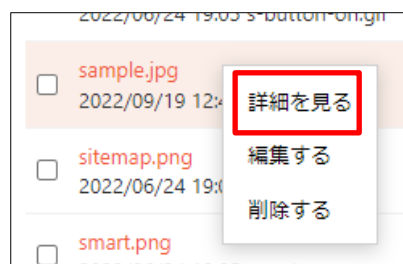 2022/06/24 19:05 s-button-on.gif
sample.jpg
2022/09/19 12:4
詳細を見る
sitemap.png
編集する
2022/06/24 19:0
削除する
smart.png